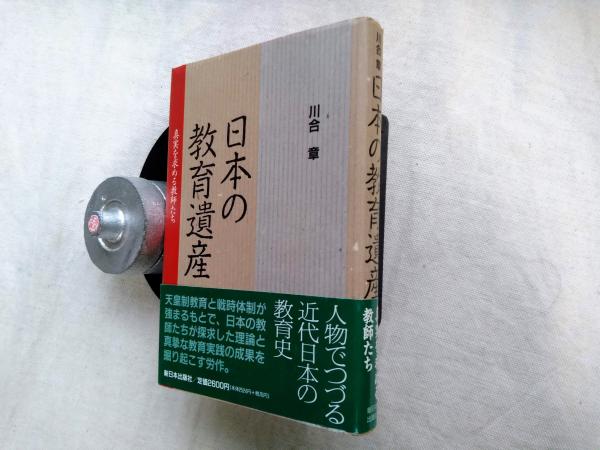 川合 章
日本の
教育遺産
真実を求める教師たち
人物でつづる
近代日本の
教育史
天皇制教育と戦時体制が
強まるもとで、日本の教
師たちが探求した理論と
真摯な教育実践の成果を
掘り起こす労作。
新日本出版社/定価2600円
川合 章
日本の教育遺産
教師たち